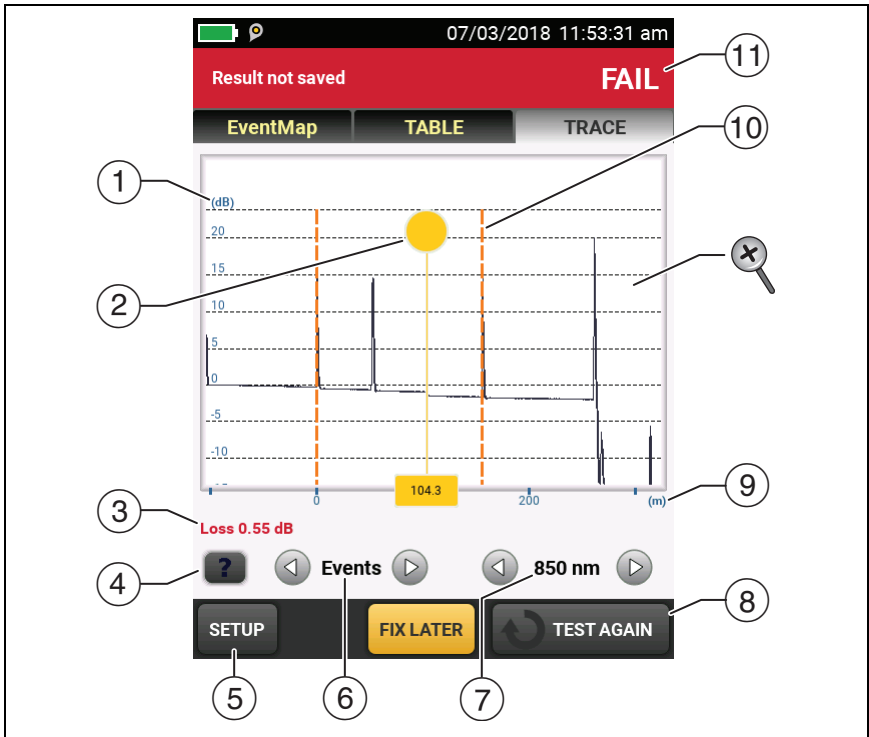 07/03/2018 11:53:31 am
Result not saved FAIL
11
EventMap TABLE TRACE
10
1
(dB)
20
2
15
10
5
0
-5
-10
104.3
0 200 (m)
9
3
Loss 0.55 dB
4
? Events 850 nm
8
SETUP FIX LATER TEST AGAIN
5 6 7